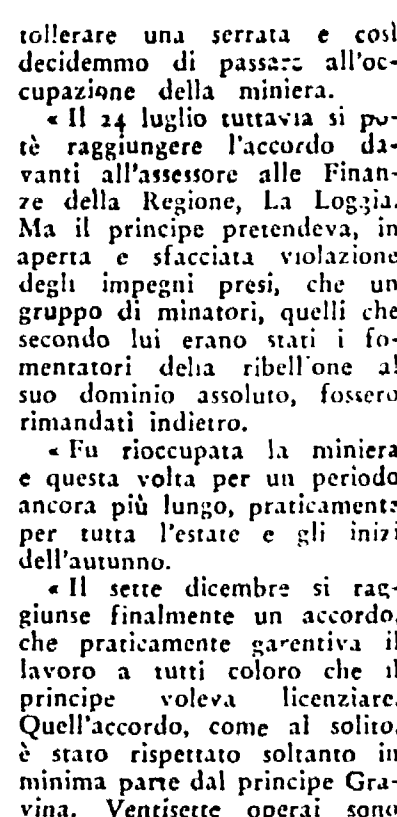 tollerare una serrata e così
decidemmo di passare all'oc-
cupazione della miniera.
« Il 24 luglio tuttavia si po-
tè raggiungere l'accordo da-
vanti all'assessore alle Finan-
ze della Regione, La Loggia.
Ma il principe pretendeva, in
aperta e sfacciata violazione
degli impegni presi, che un
gruppo di minatori, quelli che
secondo lui erano stati i fo-
mentatori della ribellione al
suo dominio assoluto, fossero
rimandati indietro.
« Fu rioccupata la miniera
e questa volta per un periodo
ancora più lungo, praticamente
per tutta l'estate e gli inizi
dell'autunno.
« Il sette dicembre si rag-
giunse finalmente un accordo,
che praticamente garentiva il
lavoro a tutti coloro che il
principe voleva licenziare.
Quell'accordo, come al solito,
è stato rispettato soltanto in
minima parte dal principe Gra-
vina. Ventisette operai sono